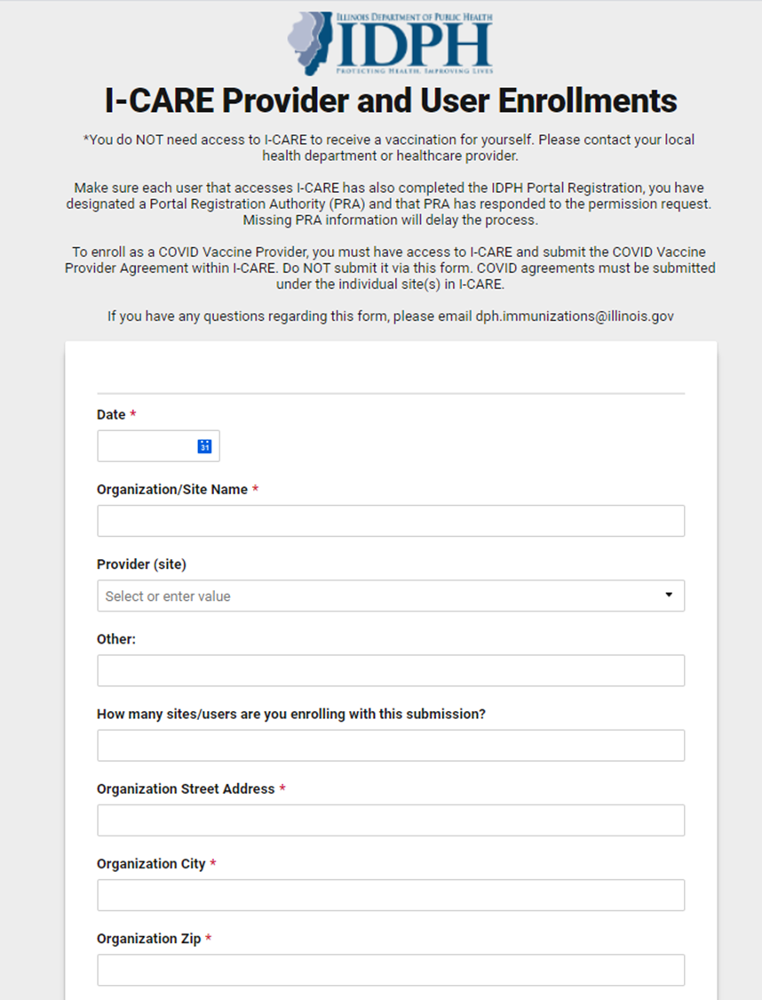 ILLINOIS DEPARTMENT OF PUBLIC HEALTH
IDPH
PROTECTING HEALTH, IMPROVING LIVES
I-CARE Provider and User Enrollments
*You do NOT need access to I-CARE to receive a vaccination for yourself. Please contact your local
health department or healthcare provider.
Make sure each user that accesses I-CARE has also completed the IDPH Portal Registration, you have
designated a Portal Registration Authority (PRA) and that PRA has responded to the permission request.
Missing PRA information will delay the process.
To enroll as a COVID Vaccine Provider, you must have access to I-CARE and submit the COVID Vaccine
Provider Agreement within I-CARE. Do NOT submit it via this form. COVID agreements must be submitted
under the individual site(s) in I-CARE.
If you have any questions regarding this form, please email dph.immunizations@illinois.gov
Date *
31
Organization/Site Name *
Provider (site)
Select or enter value
Other:
How many sites/users are you enrolling with this submission?
Organization Street Address *
Organization City *
Organization Zip *